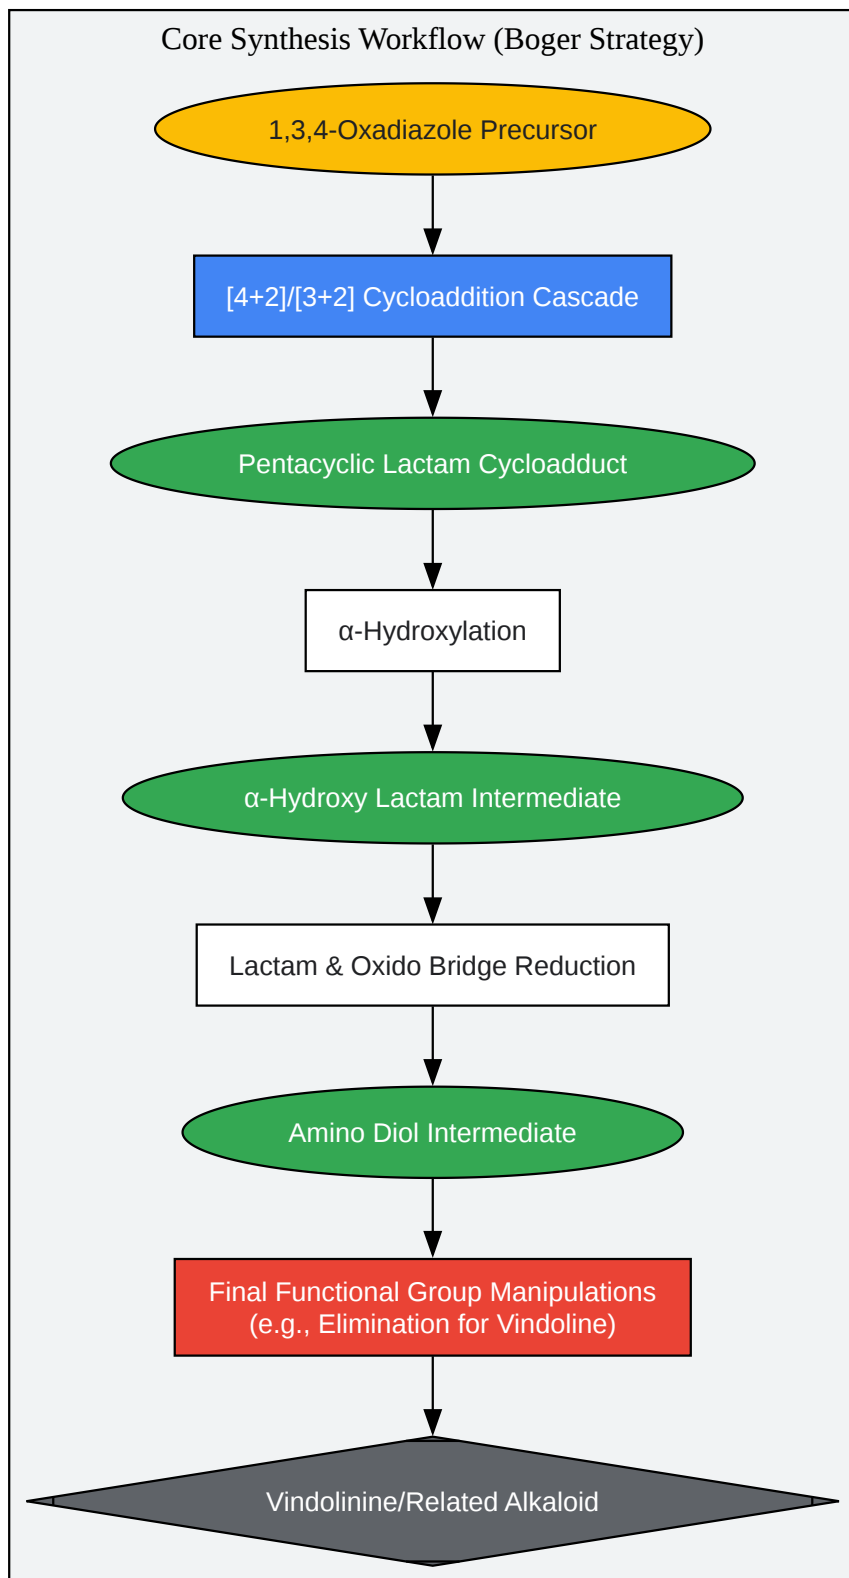 Core Synthesis Workflow (Boger Strategy)
1,3,4-Oxadiazole Precursor
[4+2]/[3+2] Cycloaddition Cascade
Pentacyclic Lactam Cycloadduct
α-Hydroxylation
α-Hydroxy Lactam Intermediate
Lactam & Oxido Bridge Reduction
Amino Diol Intermediate
Final Functional Group Manipulations
(e.g., Elimination for Vindoline)
Vindolinine/Related Alkaloid